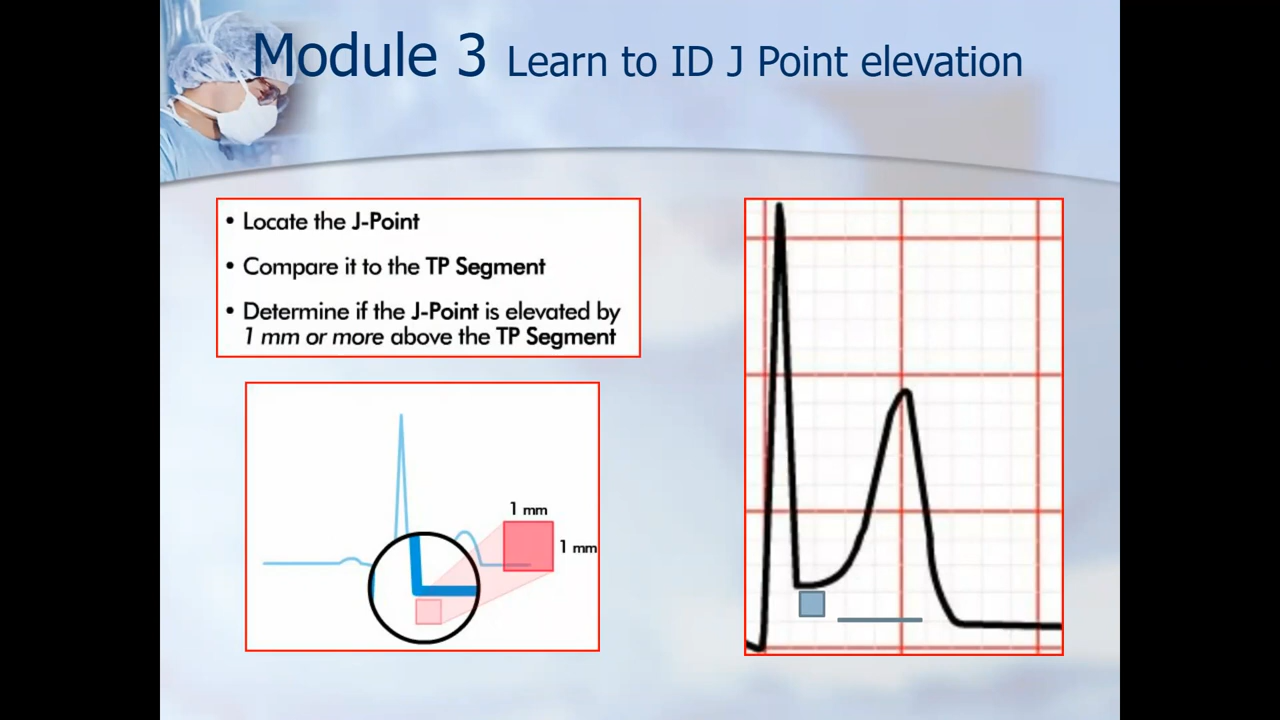 Module 3 Learn to ID J Point elevation
• Locate the J-Point
• Compare it to the TP Segment
• Determine if the J-Point is elevated by
1 mm or more above the TP Segment
1 mm
1 mm